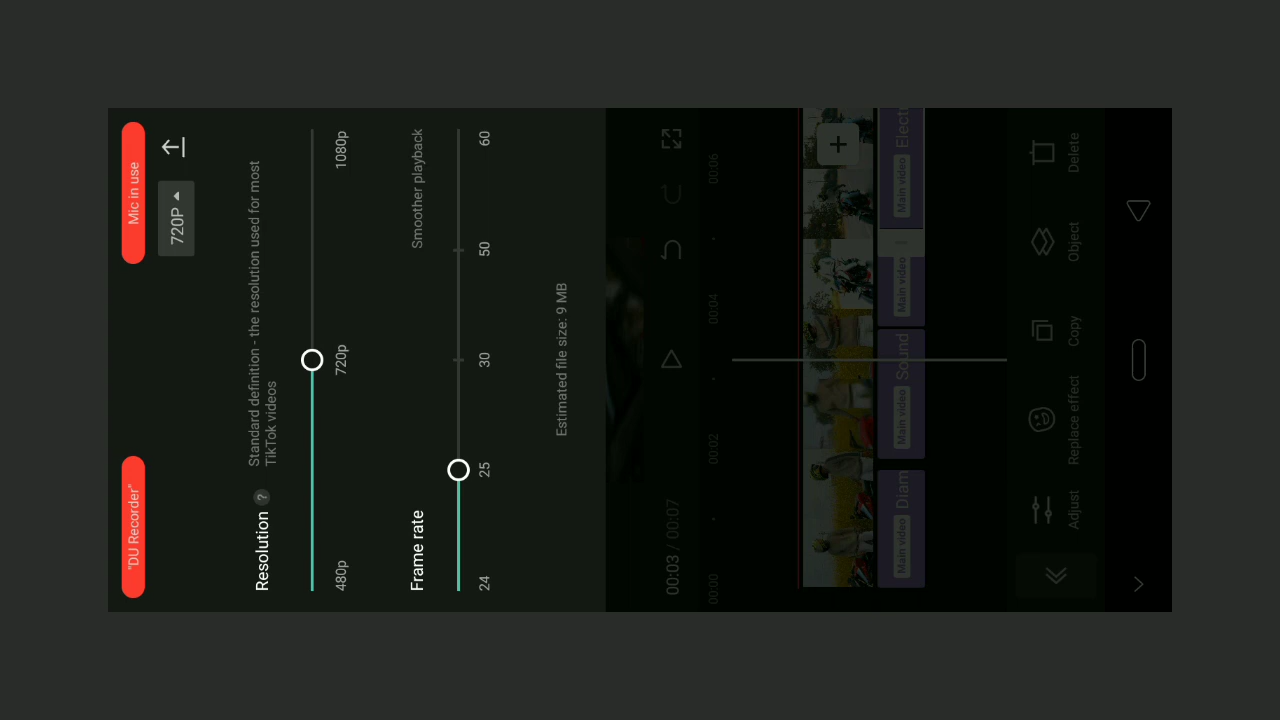 "DU Recorder"
Mic in use
720P
Resolution ?
Standard definition - the resolution used for most
TikTok videos
480p
720p
1080p
Frame rate
Smoother playback
24
25
30
50
60
Estimated file size: 9 MB
00:03 / 00:07
00:00
00:02
00:04
00:06
Main video
Diam
Main video
Sound
Main video
Main video
Elect
Adjust
Replace effect
Copy
Object
Delete